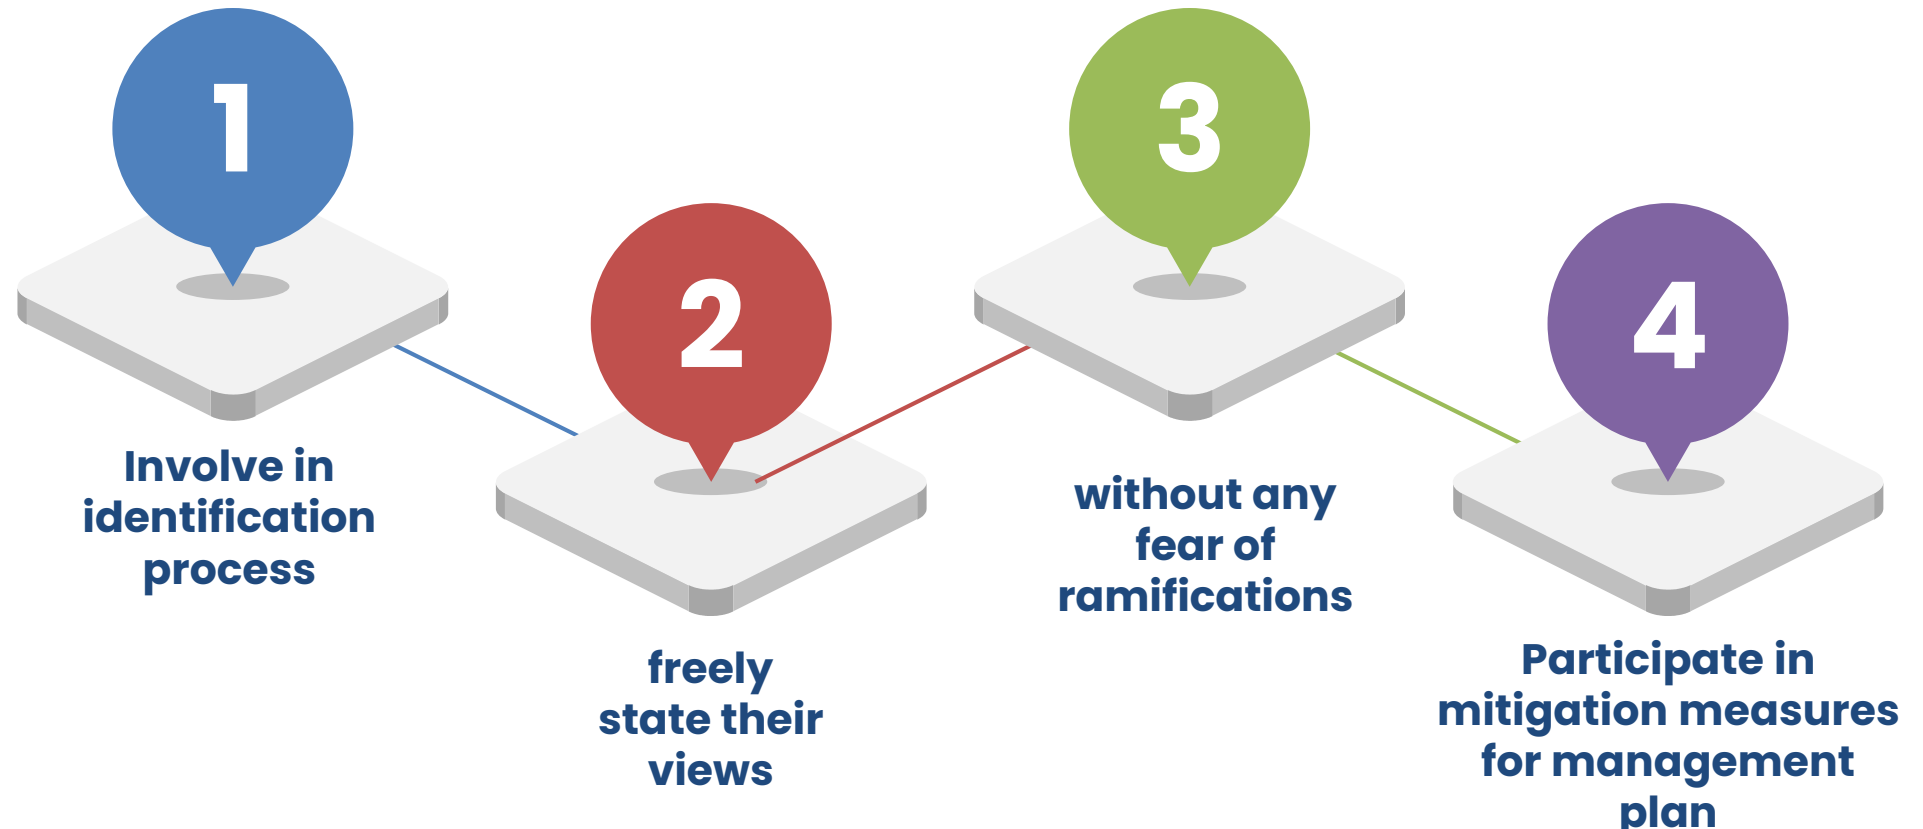 1
Involve in
identification
process
2
freely
state their
views
3
without any
fear of
ramifications
4
Participate in
mitigation measures
for management
plan